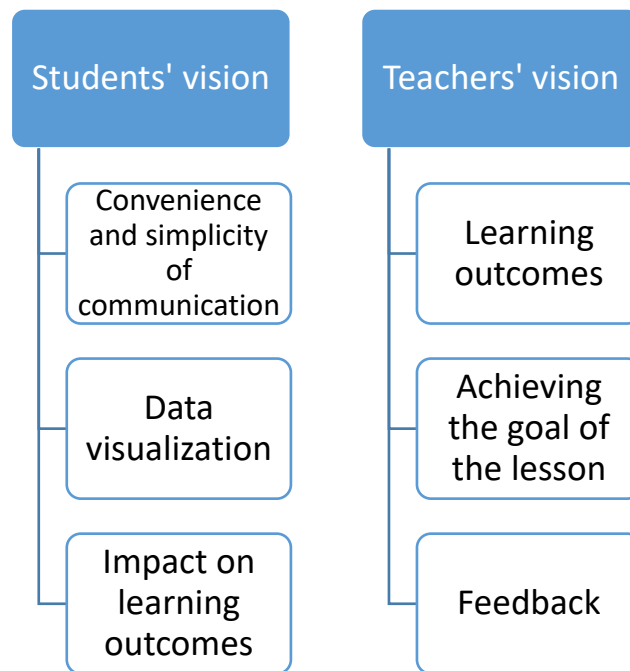 Students' vision
Convenience
and simplicity
of
communication
Data
visualization
Impact on
learning
outcomes
Teachers' vision
Learning
outcomes
Achieving
the goal of
the lesson
Feedback